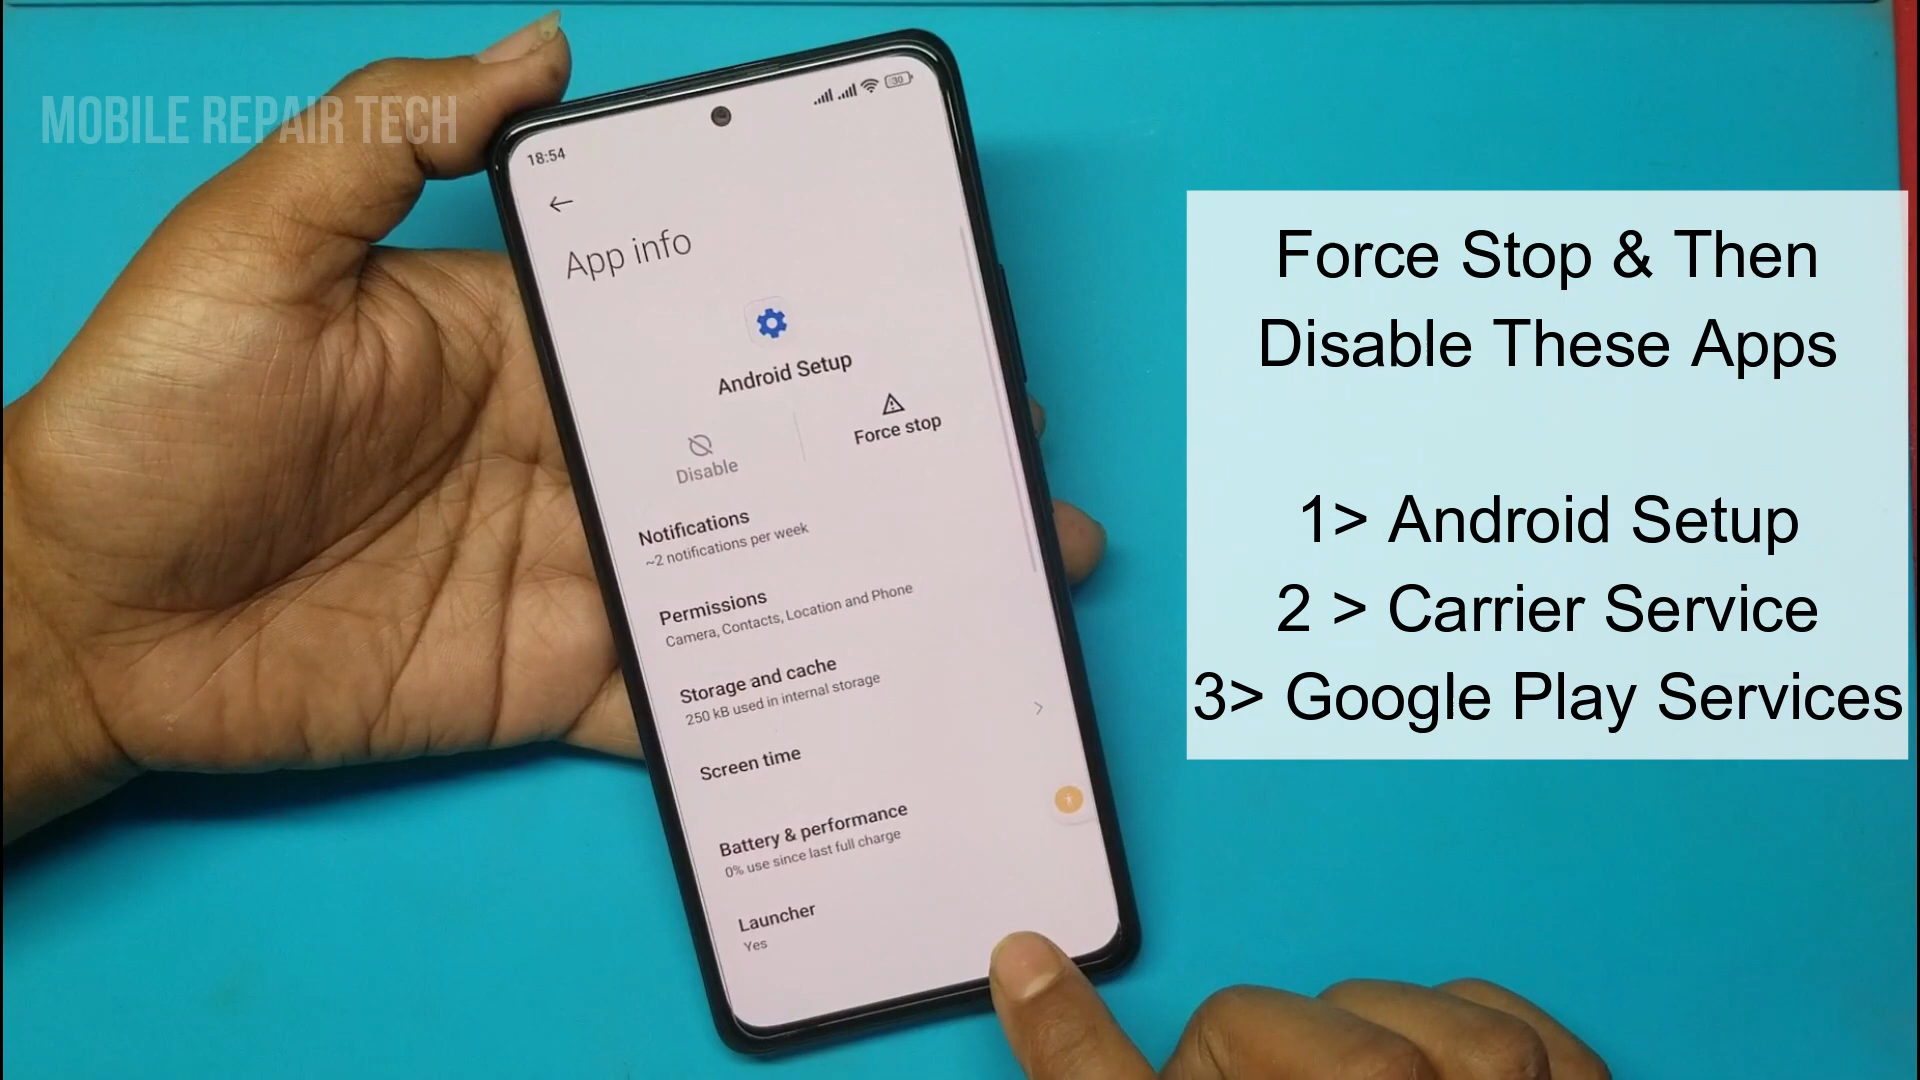 MOBILE REPAIR TECH
18:54
30
App info
Android Setup
Disable
Force stop
Notifications
~2 notifications per week
Permissions
Camera, Contacts, Location and Phone
Storage and cache
250 kB used in internal storage
Screen time
Battery & performance
0% use since last full charge
Launcher
Yes
Force Stop & Then
Disable These Apps
1> Android Setup
2 > Carrier Service
3> Google Play Services